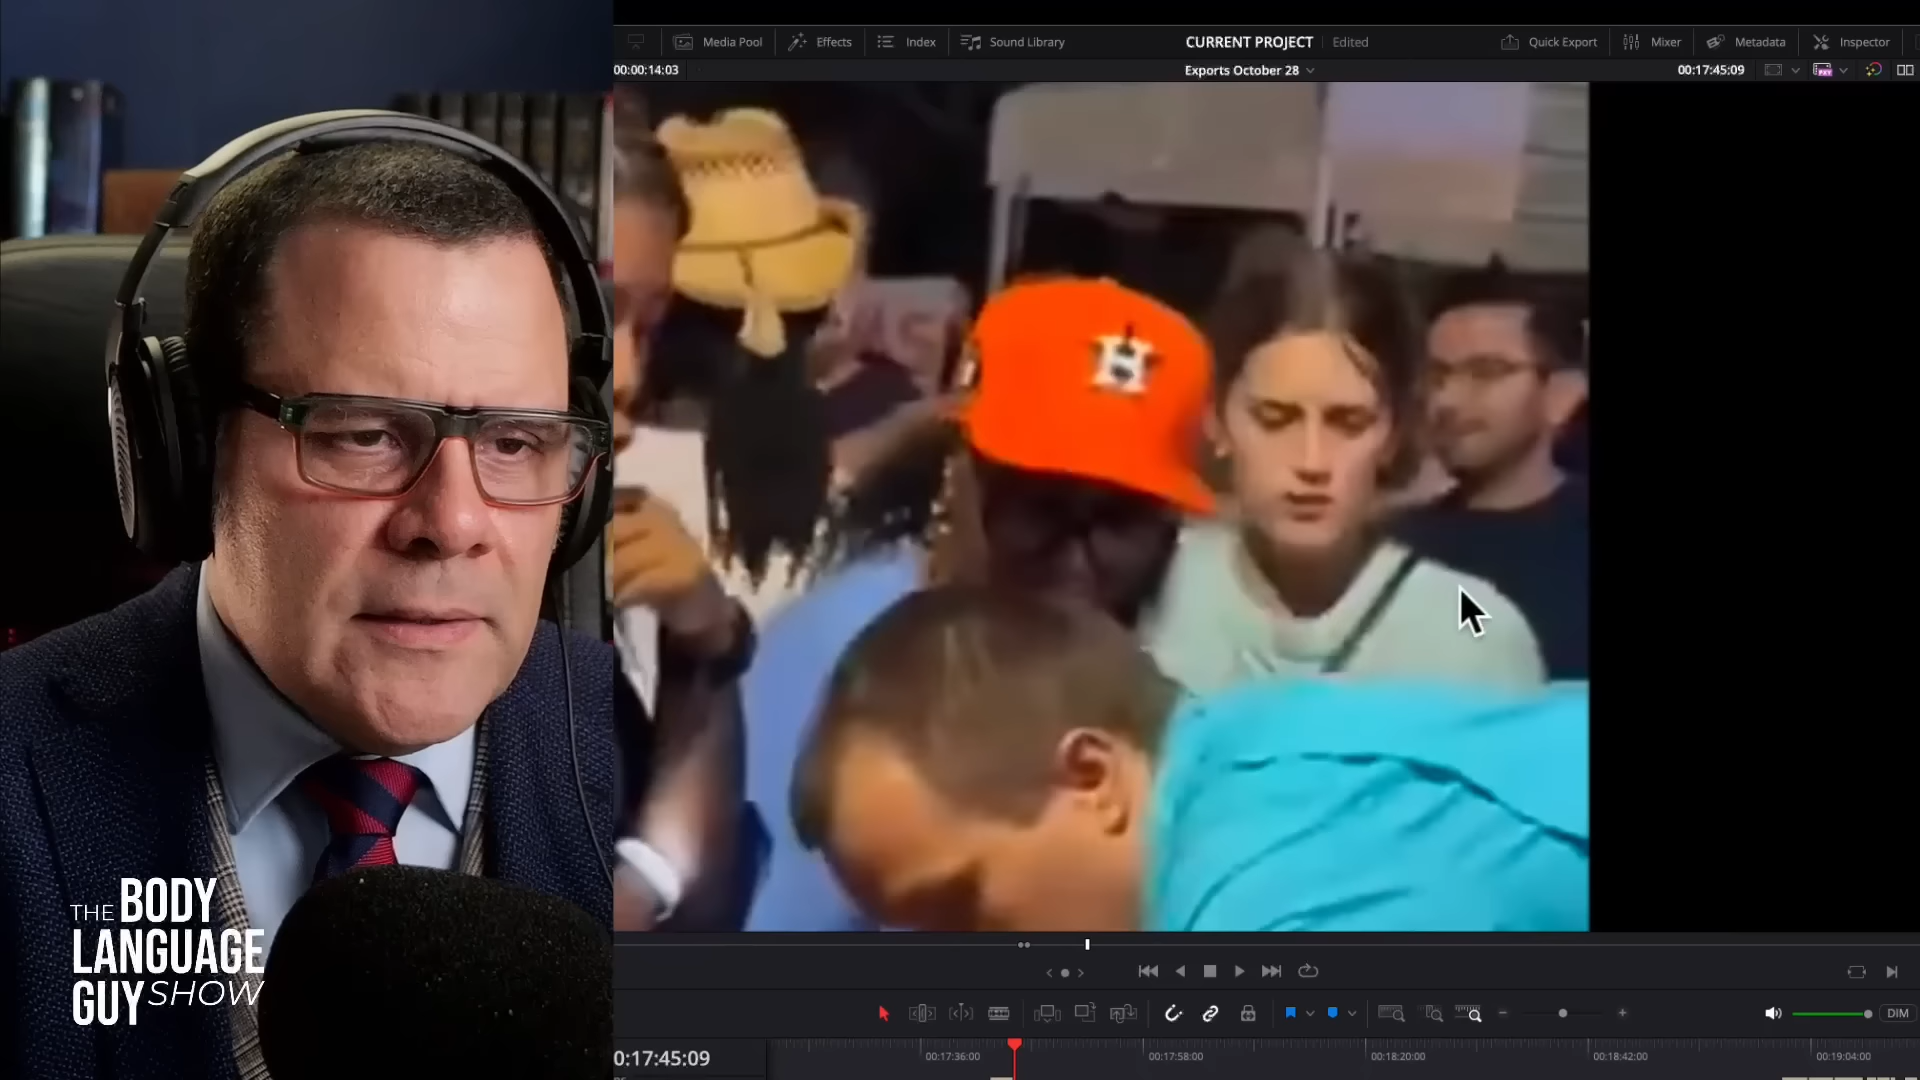 Media Pool
Effects
Index
Sound Library
CURRENT PROJECT
Edited
Quick Export
Mixer
Metadata
Inspector
00:00:14:03
Exports October 28
00:17:45:09
H
THE BODY
LANGUAGE
GUY SHOW
DIM
0:17:45:09
00:17:36:00
00:17:58:00
00:18:20:00
00:18:42:00
00:19:04:00